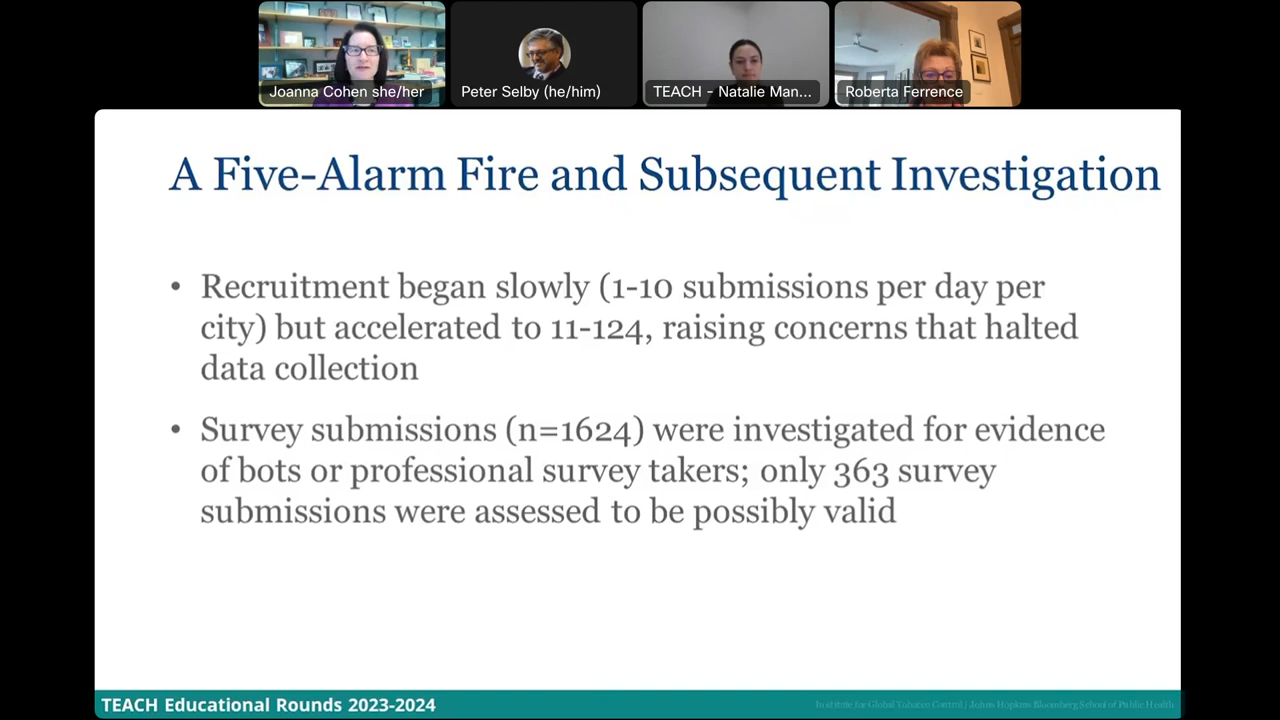 Joanna Cohen she/her
Peter Selby (he/him)
TEACH - Natalie Man...
Roberta Ferrence
A Five-Alarm Fire and Subsequent Investigation
• Recruitment began slowly (1-10 submissions per day per
city) but accelerated to 11-124, raising concerns that halted
data collection
• Survey submissions (n=1624) were investigated for evidence
of bots or professional survey takers; only 363 survey
submissions were assessed to be possibly valid
TEACH Educational Rounds 2023-2024
Institute for Global Tobacco Control | Johns Hopkins Bloomberg School of Public Health